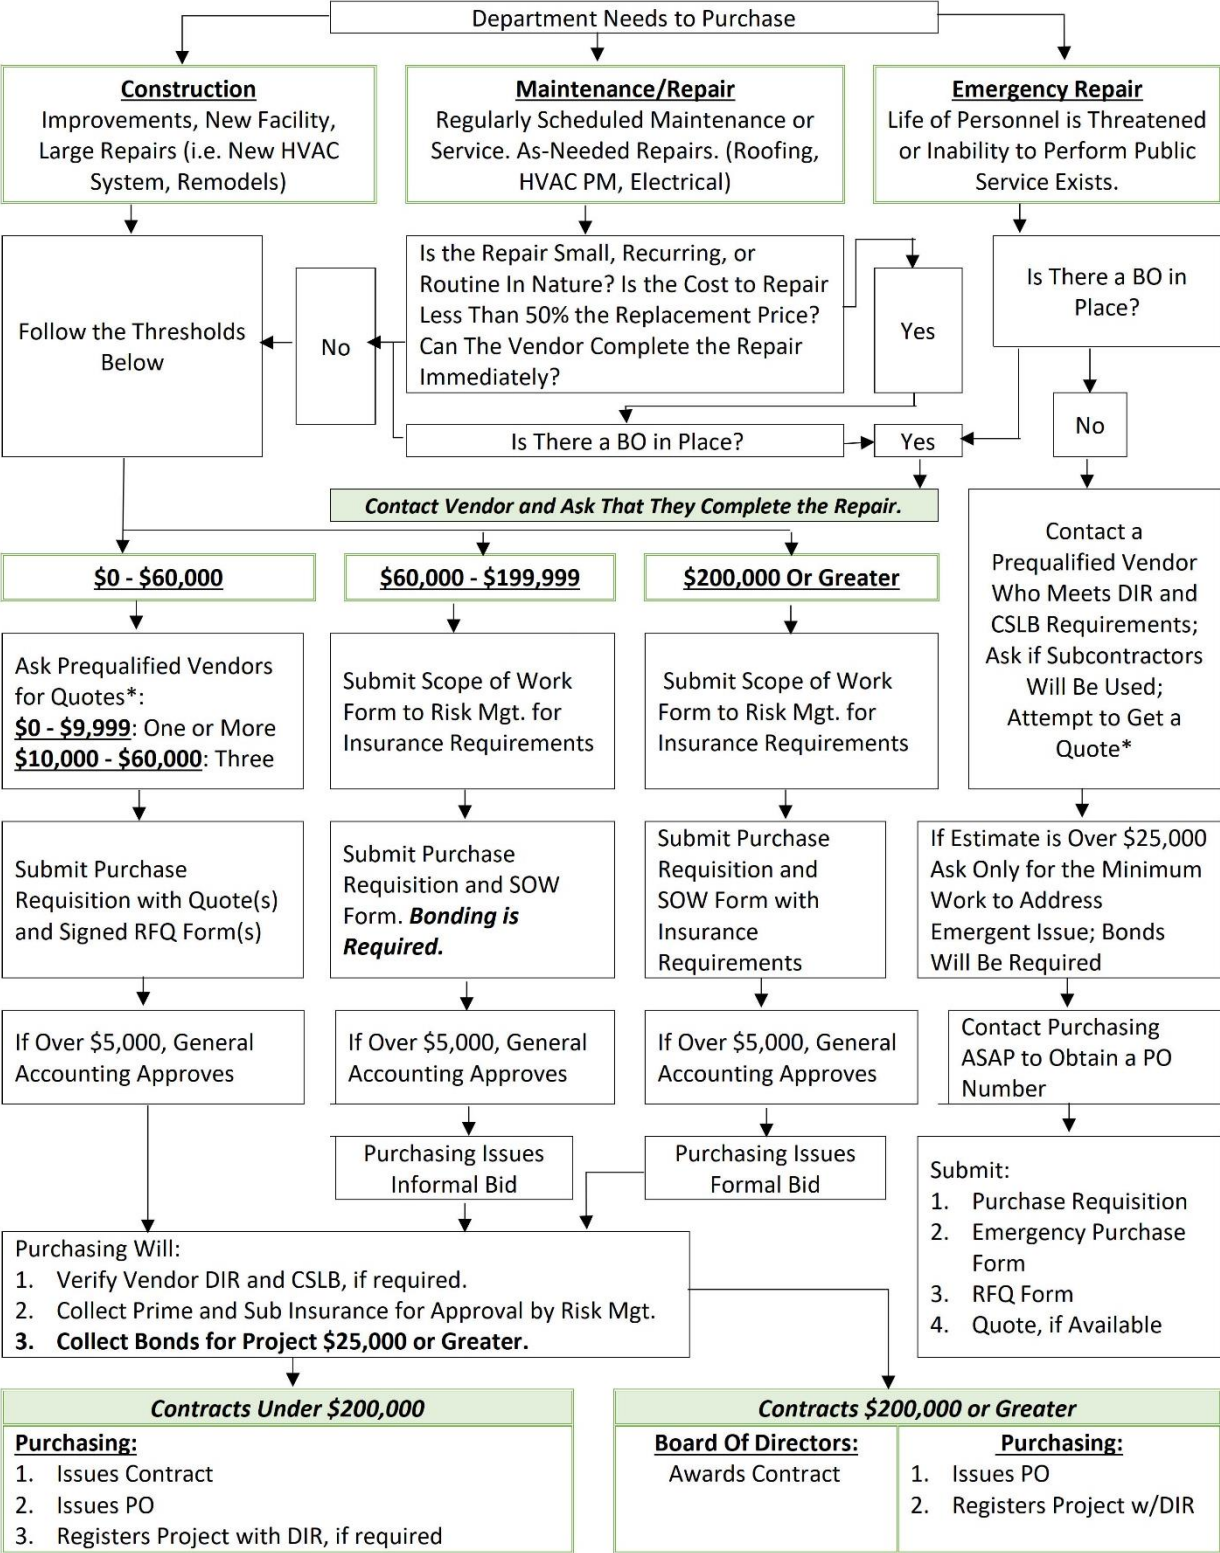 Department Needs to Purchase
Construction
Improvements, New Facility,
Large Repairs (i.e. New HVAC
System, Remodels)
Maintenance/Repair
Regularly Scheduled Maintenance or
Service. As-Needed Repairs. (Roofing,
HVAC PM, Electrical)
Emergency Repair
Life of Personnel is Threatened
or Inability to Perform Public
Service Exists.
Follow the Thresholds
Below
No
Is the Repair Small, Recurring, or
Routine In Nature? Is the Cost to Repair
Less Than 50% the Replacement Price?
Can The Vendor Complete the Repair
Immediately?
Yes
Is There a BO in
Place?
Is There a BO in Place?
Yes
No
Contact Vendor and Ask That They Complete the Repair.
$0 - $60,000
$60,000 - $199,999
$200,000 Or Greater
Contact a
Prequalified Vendor
Who Meets DIR and
CSLB Requirements;
Ask if Subcontractors
Will Be Used;
Attempt to Get a
Quote*
Ask Prequalified Vendors
for Quotes*:
$0 - $9,999: One or More
$10,000 - $60,000: Three
Submit Scope of Work
Form to Risk Mgt. for
Insurance Requirements
Submit Scope of Work
Form to Risk Mgt. for
Insurance Requirements
Submit Purchase
Requisition with Quote(s)
and Signed RFQ Form(s)
Submit Purchase
Requisition and SOW
Form. Bonding is
Required.
Submit Purchase
Requisition and
SOW Form with
Insurance
Requirements
If Estimate is Over $25,000
Ask Only for the Minimum
Work to Address
Emergent Issue; Bonds
Will Be Required
If Over $5,000, General
Accounting Approves
If Over $5,000, General
Accounting Approves
If Over $5,000, General
Accounting Approves
Contact Purchasing
ASAP to Obtain a PO
Number
Purchasing Issues
Informal Bid
Purchasing Issues
Formal Bid
Submit:
1. Purchase Requisition
2. Emergency Purchase
Form
3. RFQ Form
4. Quote, if Available
Purchasing Will:
1. Verify Vendor DIR and CSLB, if required.
2. Collect Prime and Sub Insurance for Approval by Risk Mgt.
3. Collect Bonds for Project $25,000 or Greater.
Contracts Under $200,000
Purchasing:
1. Issues Contract
2. Issues PO
3. Registers Project with DIR, if required
Contracts $200,000 or Greater
Board Of Directors:
Awards Contract
Purchasing:
1. Issues PO
2. Registers Project w/DIR